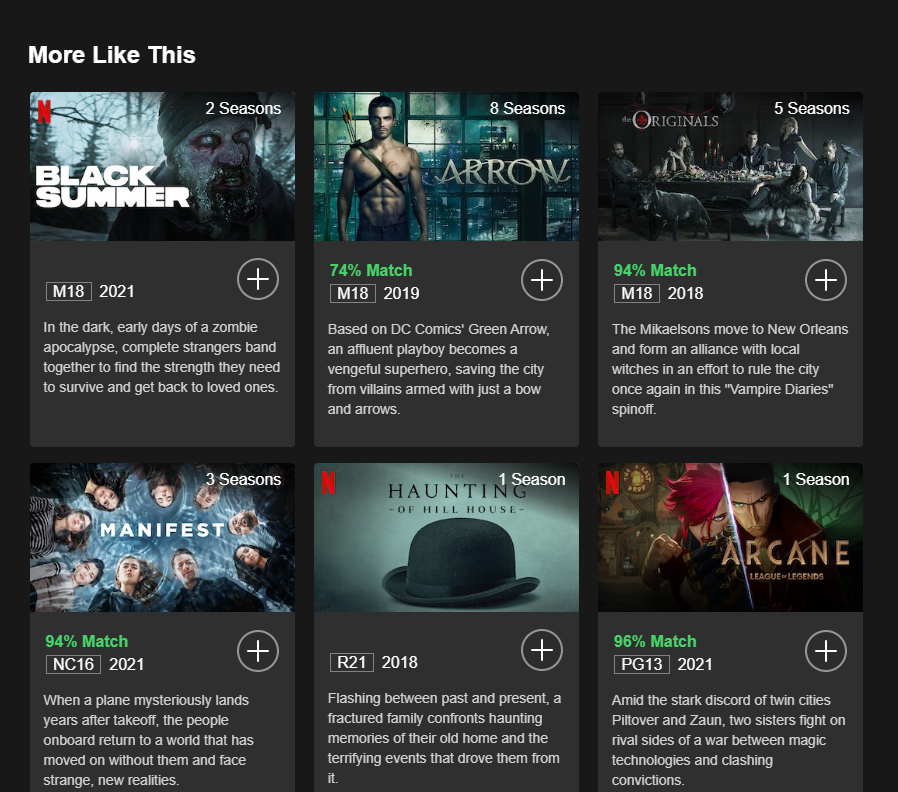 More Like This
N
2 Seasons
BLACK
SUMMER
M18 2021
In the dark, early days of a zombie
apocalypse, complete strangers band
together to find the strength they need
to survive and get back to loved ones.
8 Seasons
ARROW
74% Match
M18 2019
Based on DC Comics' Green Arrow,
an affluent playboy becomes a
vengeful superhero, saving the city
from villains armed with just a bow
and arrows.
5 Seasons
the ORIGINALS
94% Match
M18 2018
The Mikaelsons move to New Orleans
and form an alliance with local
witches in an effort to rule the city
once again in this "Vampire Diaries"
spinoff.
3 Seasons
MANIFEST
94% Match
NC16 2021
When a plane mysteriously lands
years after takeoff, the people
onboard return to a world that has
moved on without them and face
strange, new realities.
N
1 Season
THE
HAUNTING
-OF HILL HOUSE-
R21 2018
Flashing between past and present, a
fractured family confronts haunting
memories of their old home and the
terrifying events that drove them from
it.
N
1 Season
ARCANE
LEAGUE OF LEGENDS
96% Match
PG13 2021
Amid the stark discord of twin cities
Piltover and Zaun, two sisters fight on
rival sides of a war between magic
technologies and clashing
convictions.